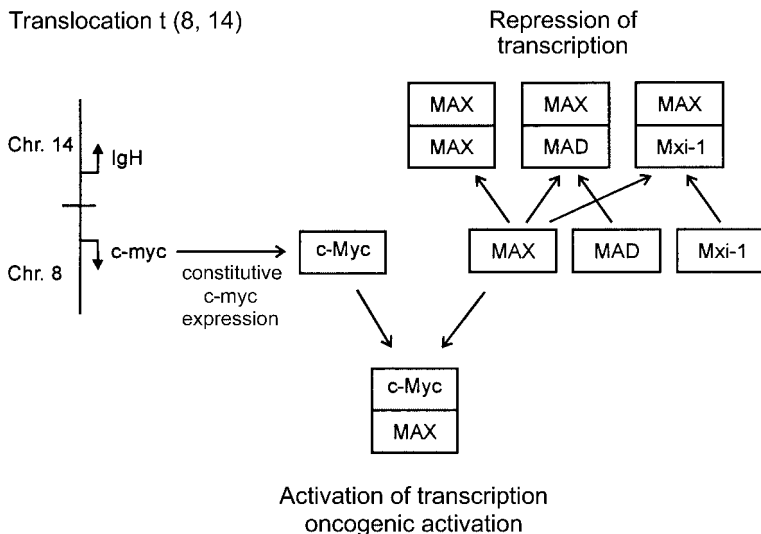 Translocation t (8, 14)
Repression of
transcription
MAX
MAX
MAX
MAX
MAD
Mxi-1
Chr. 14
IgH
c-myc
Chr. 8
constitutive
c-myc
expression
c-Myc
MAX
MAD
Mxi-1
c-Myc
MAX
Activation of transcription
oncogenic activation